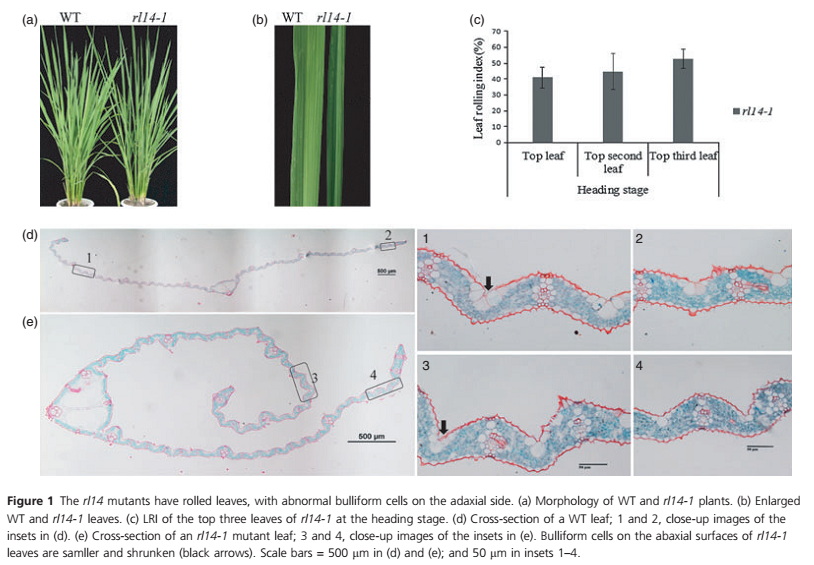 (a) WT rl14-1
(b) WT rl14-1
(c)
Leaf rolling index(%)
70
60
50
40
30
20
10
0
Top leaf
Top second leaf
Top third leaf
Heading stage
rl14-1
(d)
1
2
500 µm
1
2
(e)
3
4
500 µm
3
4
Figure 1 The rl14 mutants have rolled leaves, with abnormal bulliform cells on the adaxial side. (a) Morphology of WT and rl14-1 plants. (b) Enlarged
WT and rl14-1 leaves. (c) LRI of the top three leaves of rl14-1 at the heading stage. (d) Cross-section of a WT leaf; 1 and 2, close-up images of the
insets in (d). (e) Cross-section of an rl14-1 mutant leaf; 3 and 4, close-up images of the insets in (e). Bulliform cells on the abaxial surfaces of rl14-1
leaves are samller and shrunken (black arrows). Scale bars = 500 µm in (d) and (e); and 50 µm in insets 1–4.